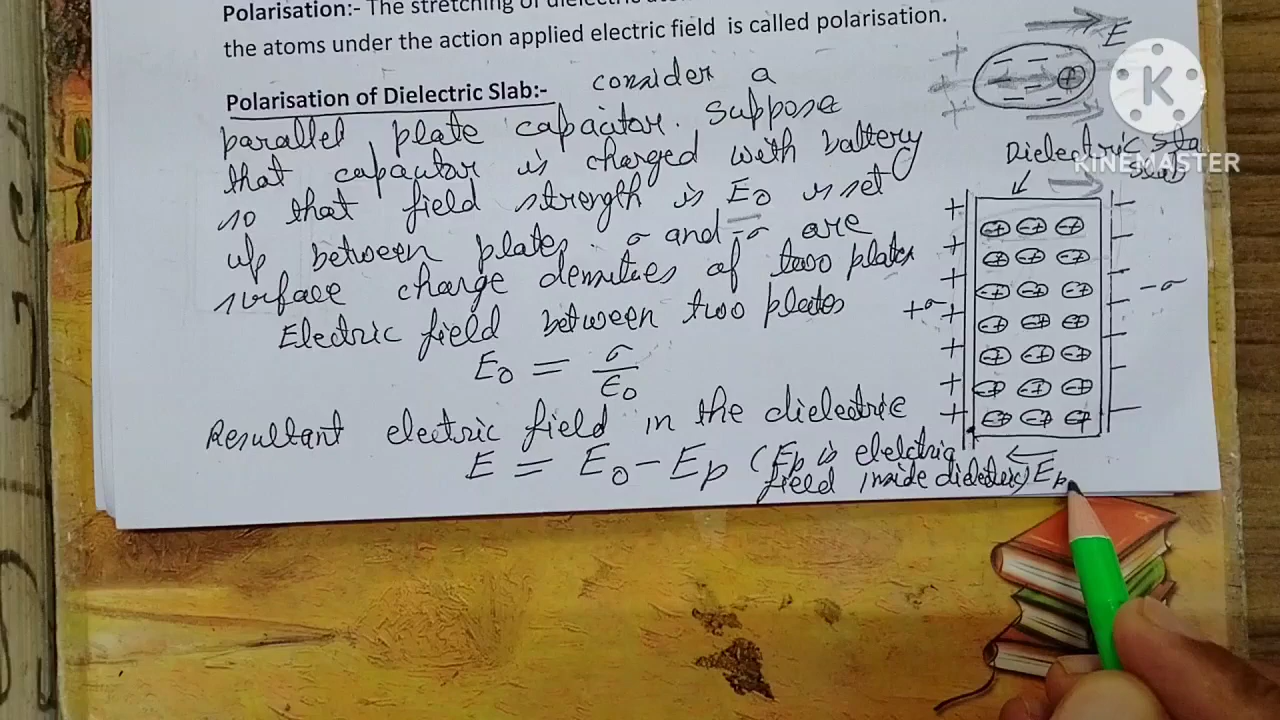 Polarisation:- The stretching of dielectric
the atoms under the action applied electric field is called polarisation.
E
Polarisation of Dielectric Slab:- consider a
parallel plate capacitor. Suppose
that capacitor is charged with battery
so that field strength is E₀ is set
up between plates. σ and -σ are
surface charge densities of two plates
Electric field between two plates
E₀ = σ/ε₀
Resultant electric field in the dielectric
E = E₀ - Ep (Ep is elelctric
field inside dielectric)
K
KINEMASTER
Dielectric
slab
+σ
-σ
Ep